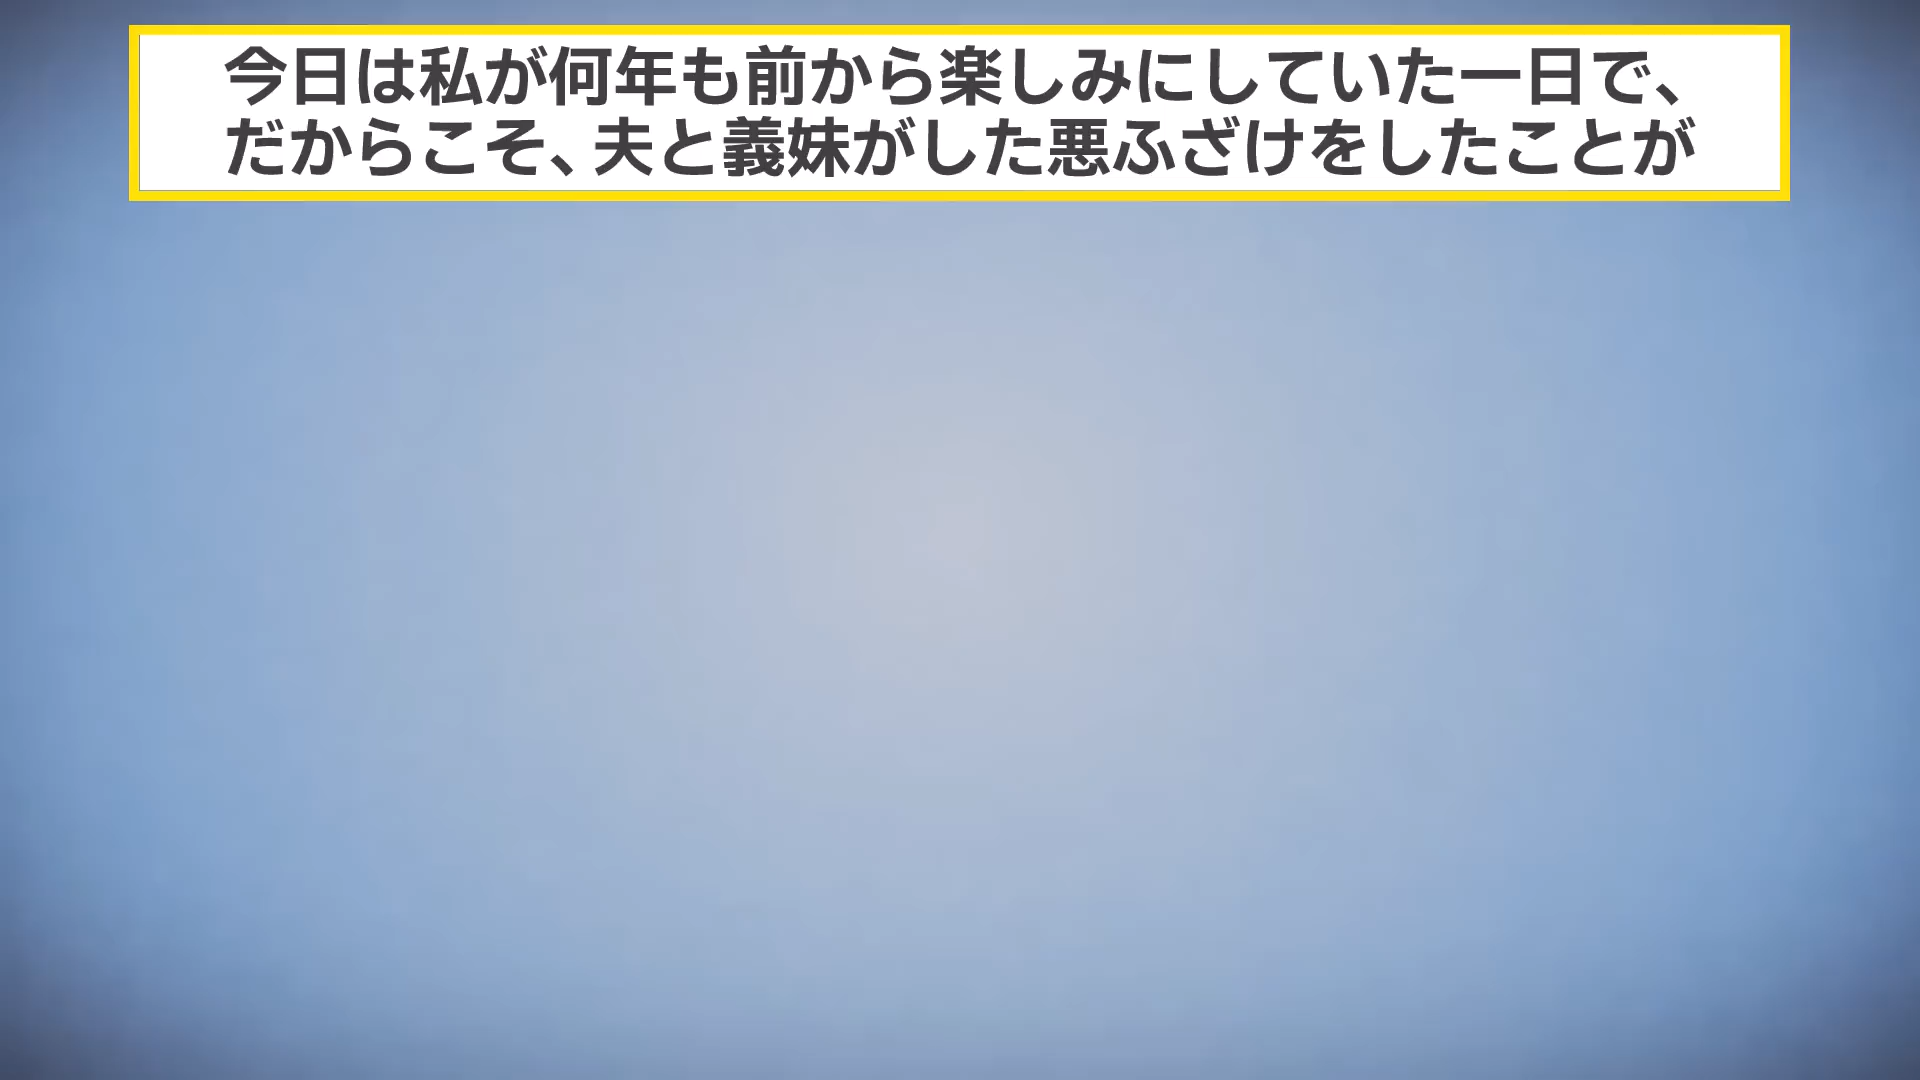 今日は私が何年も前から楽しみにしていた一日で、
だからこそ、夫と義妹がした悪ふざけをしたことが